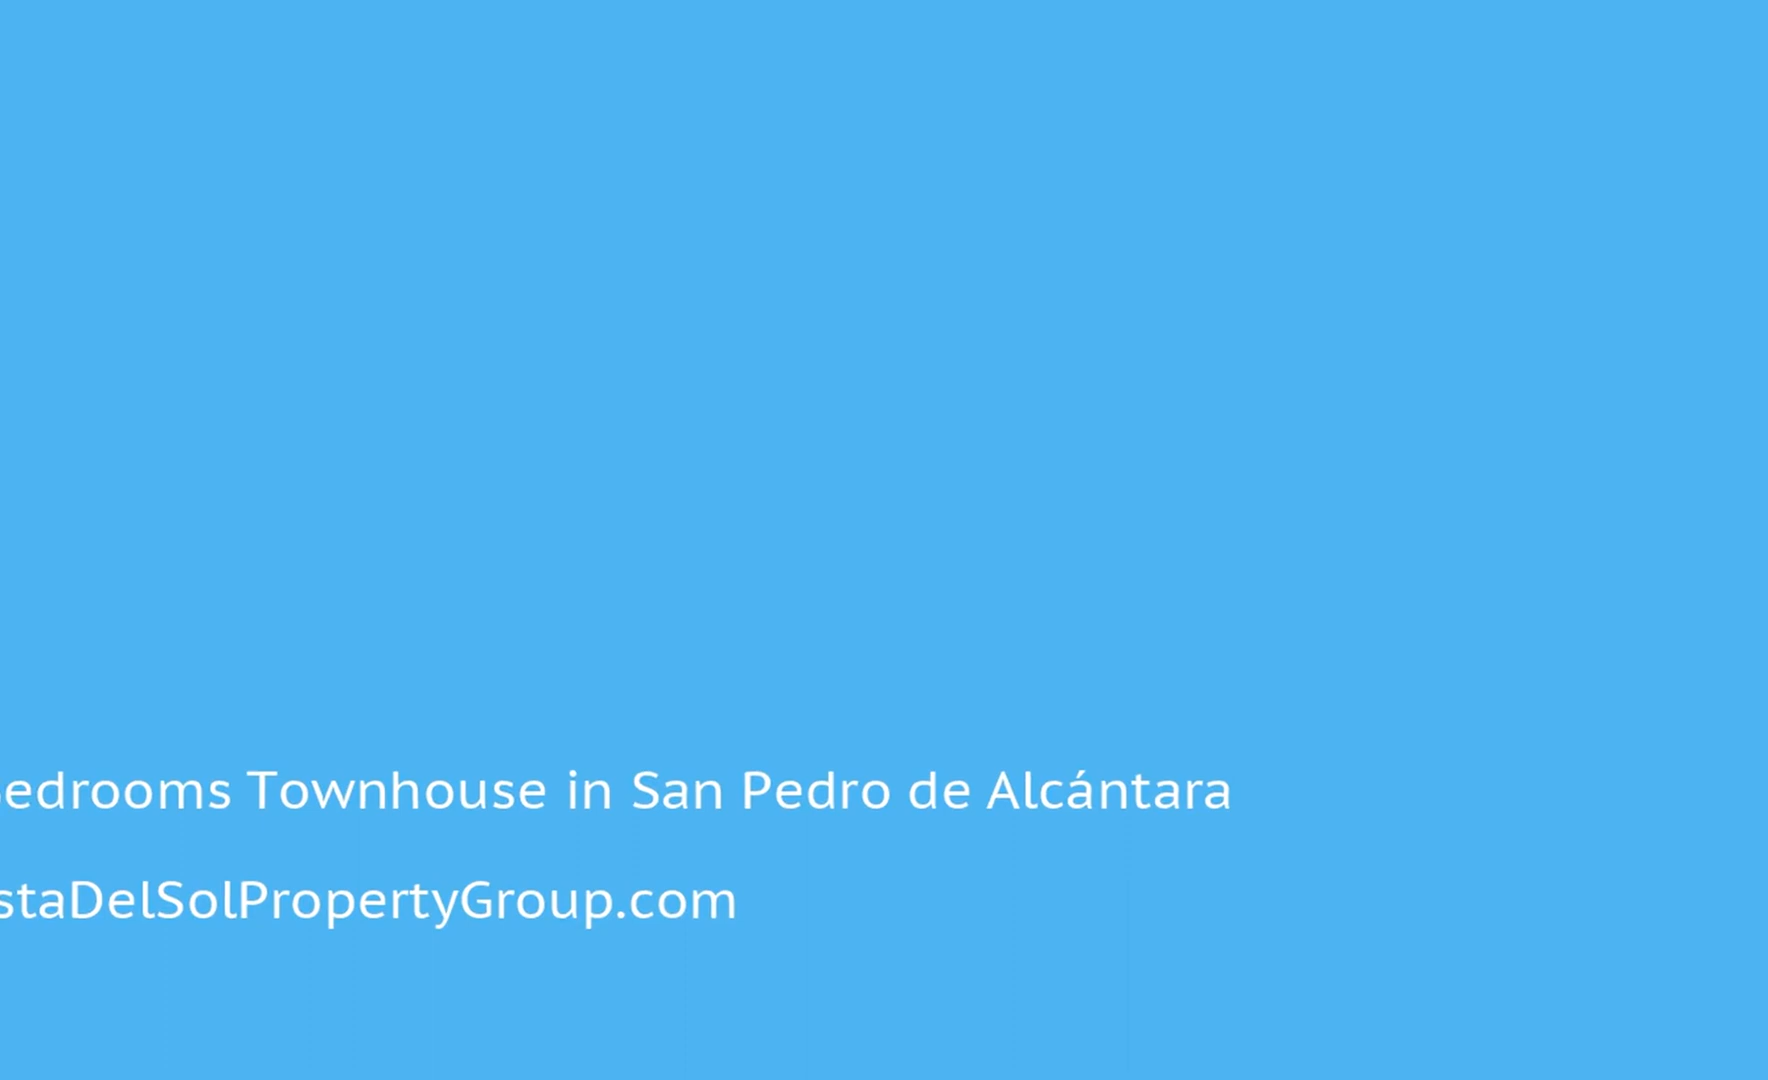 edrooms Townhouse in San Pedro de Alcántara
staDelSolPropertyGroup.com